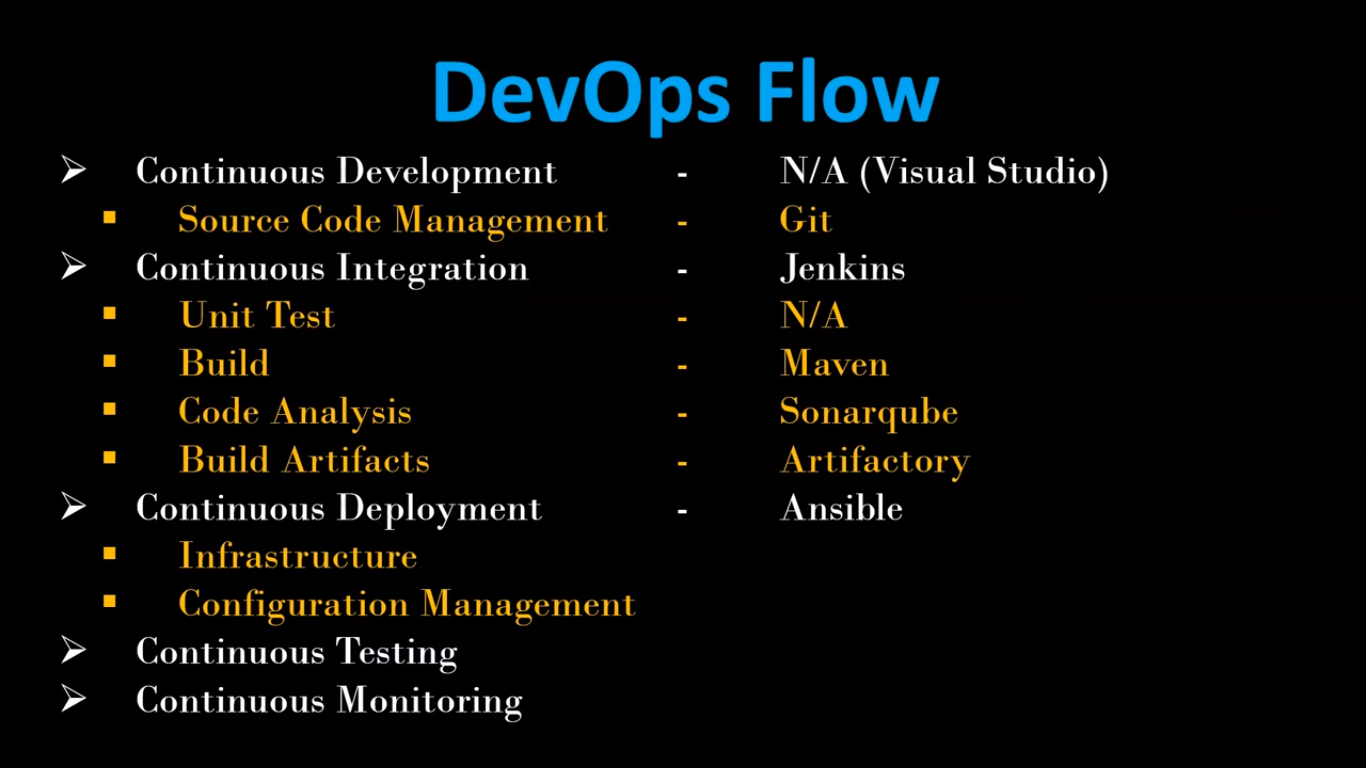 DevOps Flow
➢ Continuous Development - N/A (Visual Studio)
▪ Source Code Management - Git
➢ Continuous Integration - Jenkins
▪ Unit Test - N/A
▪ Build - Maven
▪ Code Analysis - Sonarqube
▪ Build Artifacts - Artifactory
➢ Continuous Deployment - Ansible
▪ Infrastructure
▪ Configuration Management
➢ Continuous Testing
➢ Continuous Monitoring